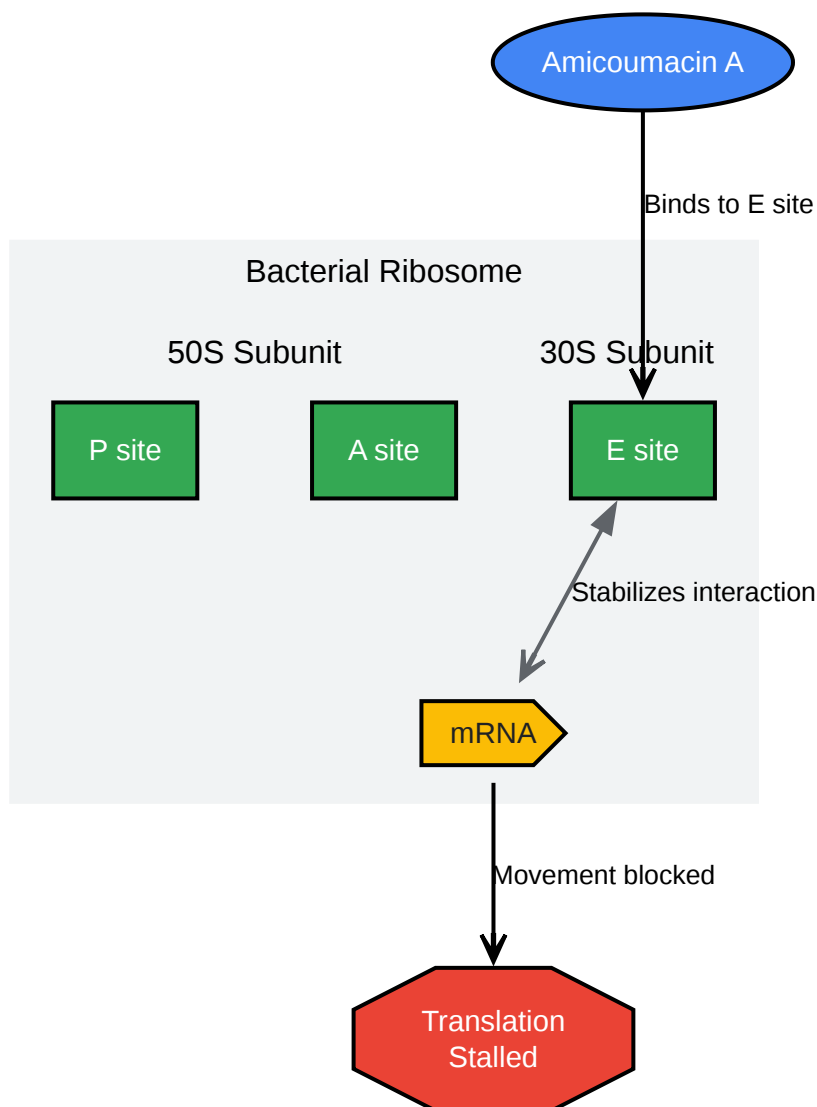 Amicoumacin A
Binds to E site
Bacterial Ribosome
50S Subunit
30S Subunit
P site
A site
E site
Stabilizes interaction
mRNA
Movement blocked
Translation
Stalled